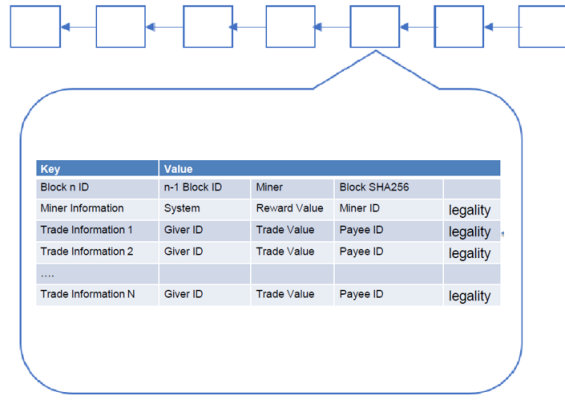 Key Value
Block n ID n-1 Block ID Miner Block SHA256
Miner Information System Reward Value Miner ID legality
Trade Information 1 Giver ID Trade Value Payee ID legality
Trade Information 2 Giver ID Trade Value Payee ID legality
....
Trade Information N Giver ID Trade Value Payee ID legality